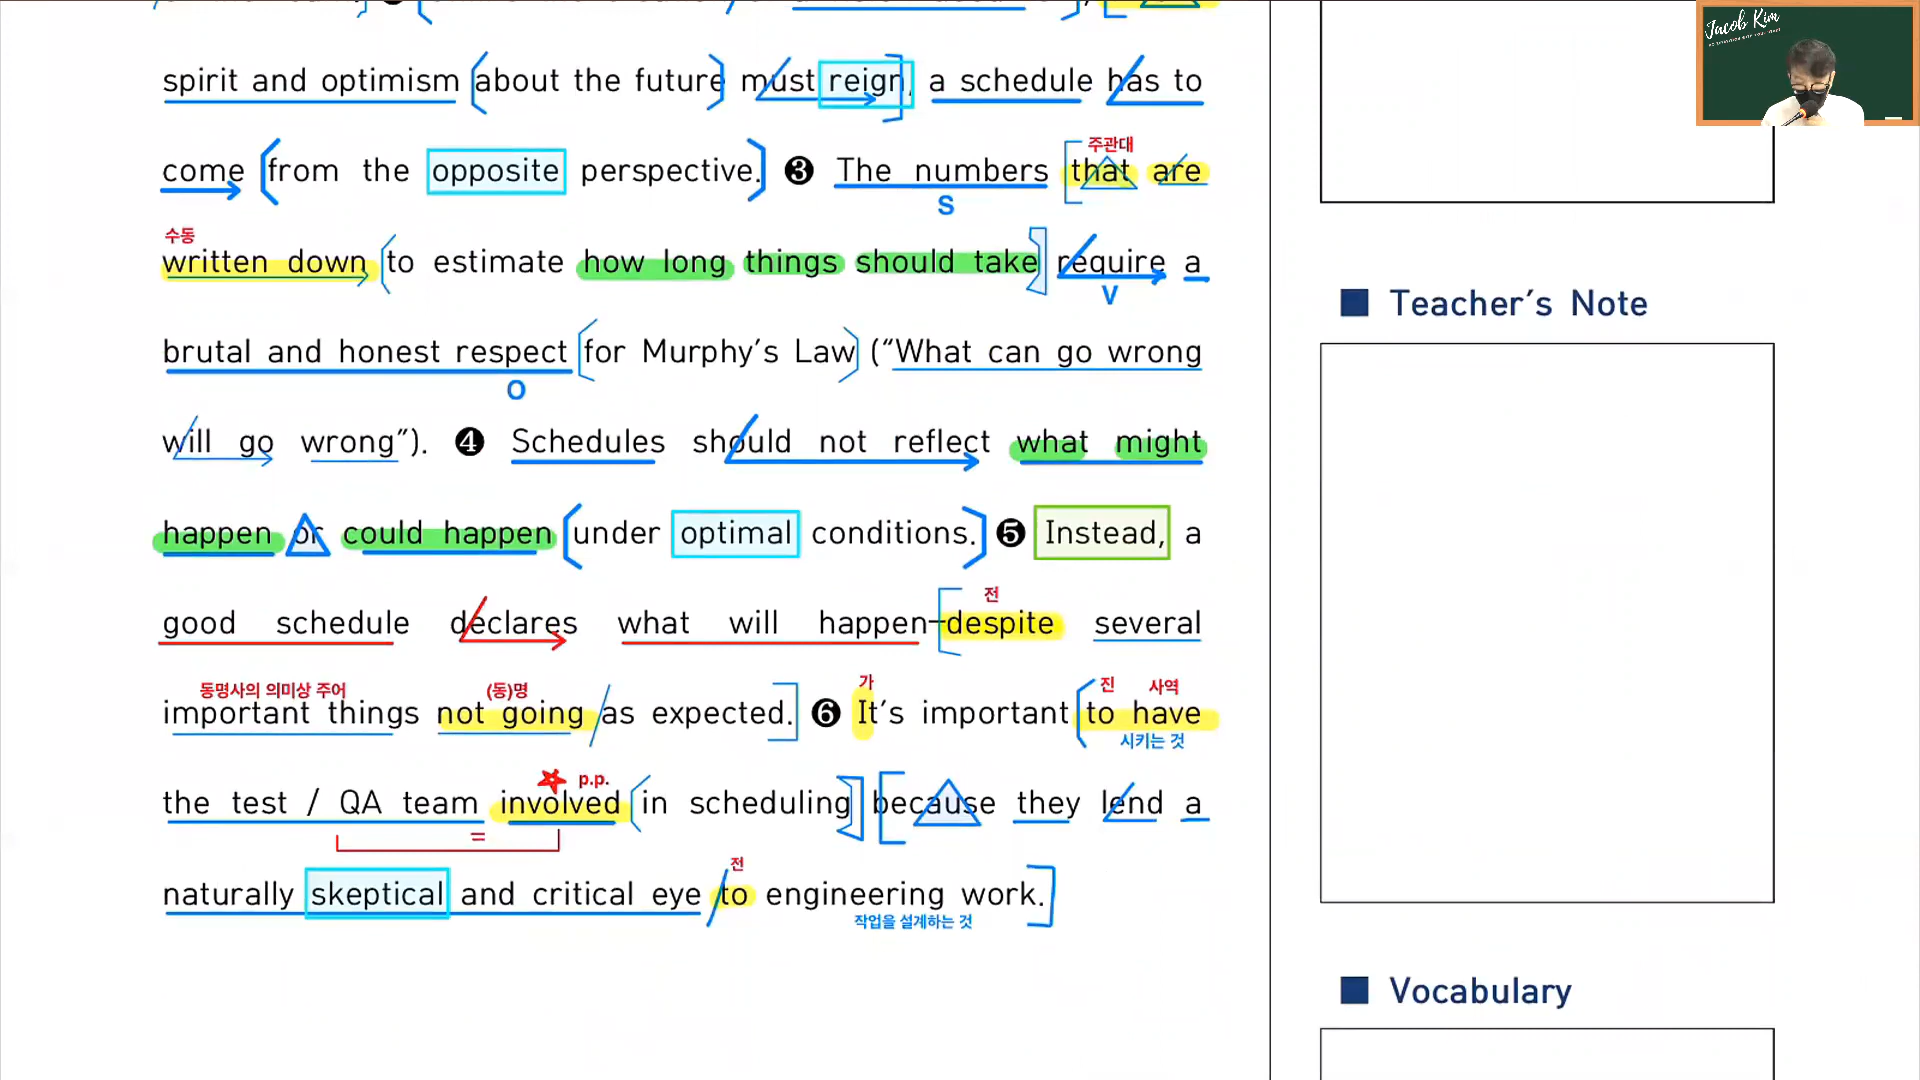 Jacob Kim
spirit and optimism about the future must reign, a schedule has to
주관대
come from the opposite perspective. ❸ The numbers that are
S
수동
written down to estimate how long things should take require a
V
brutal and honest respect for Murphy's Law (“What can go wrong
O
will go wrong”). ❹ Schedules should not reflect what might
happen or could happen under optimal conditions. ❺ Instead, a
전
good schedule declares what will happen–despite several
동명사의 의미상 주어 (동)명 가 진 사역
important things not going as expected. ❻ It's important to have
시키는 것
p.p.
the test / QA team involved in scheduling because they lend a
=
전
naturally skeptical and critical eye to engineering work.
작업을 설계하는 것
Teacher's Note
Vocabulary